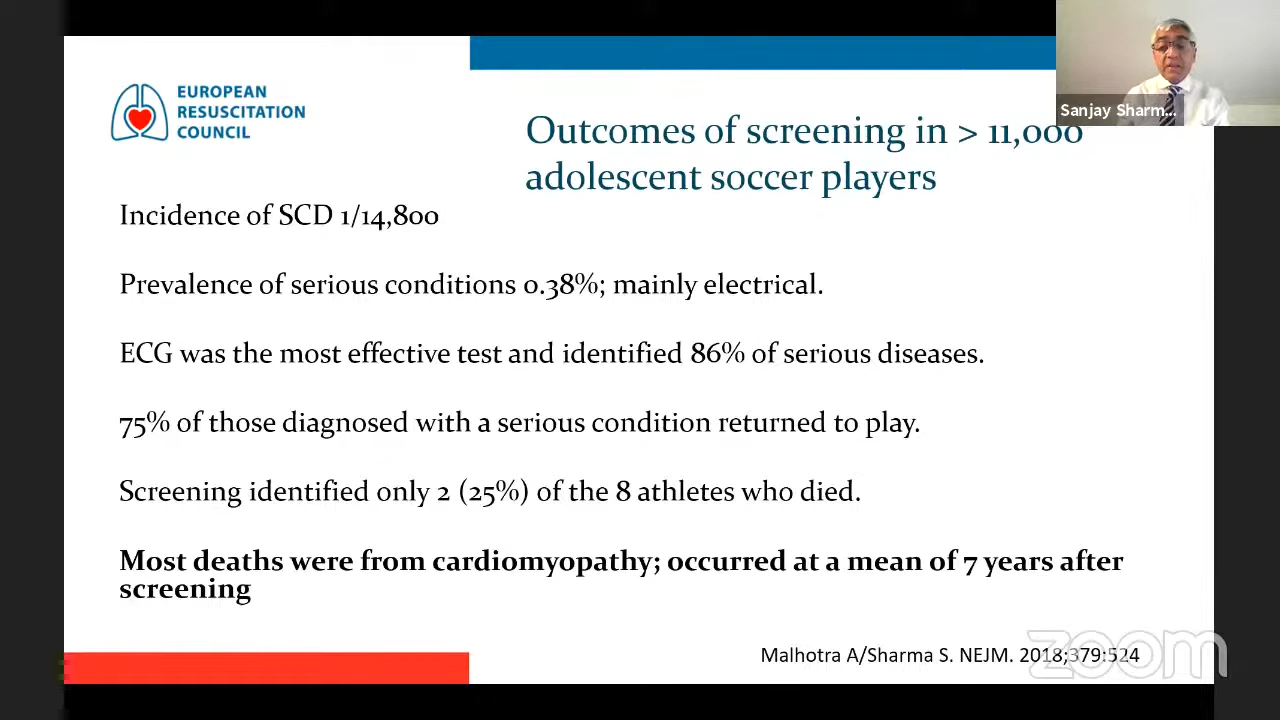 EUROPEAN
RESUSCITATION
COUNCIL
Sanjay Sharm...
Outcomes of screening in > 11,000
adolescent soccer players
Incidence of SCD 1/14,800
Prevalence of serious conditions 0.38%; mainly electrical.
ECG was the most effective test and identified 86% of serious diseases.
75% of those diagnosed with a serious condition returned to play.
Screening identified only 2 (25%) of the 8 athletes who died.
Most deaths were from cardiomyopathy; occurred at a mean of 7 years after
screening
Malhotra A/Sharma S. NEJM. 2018;379:524
zoom